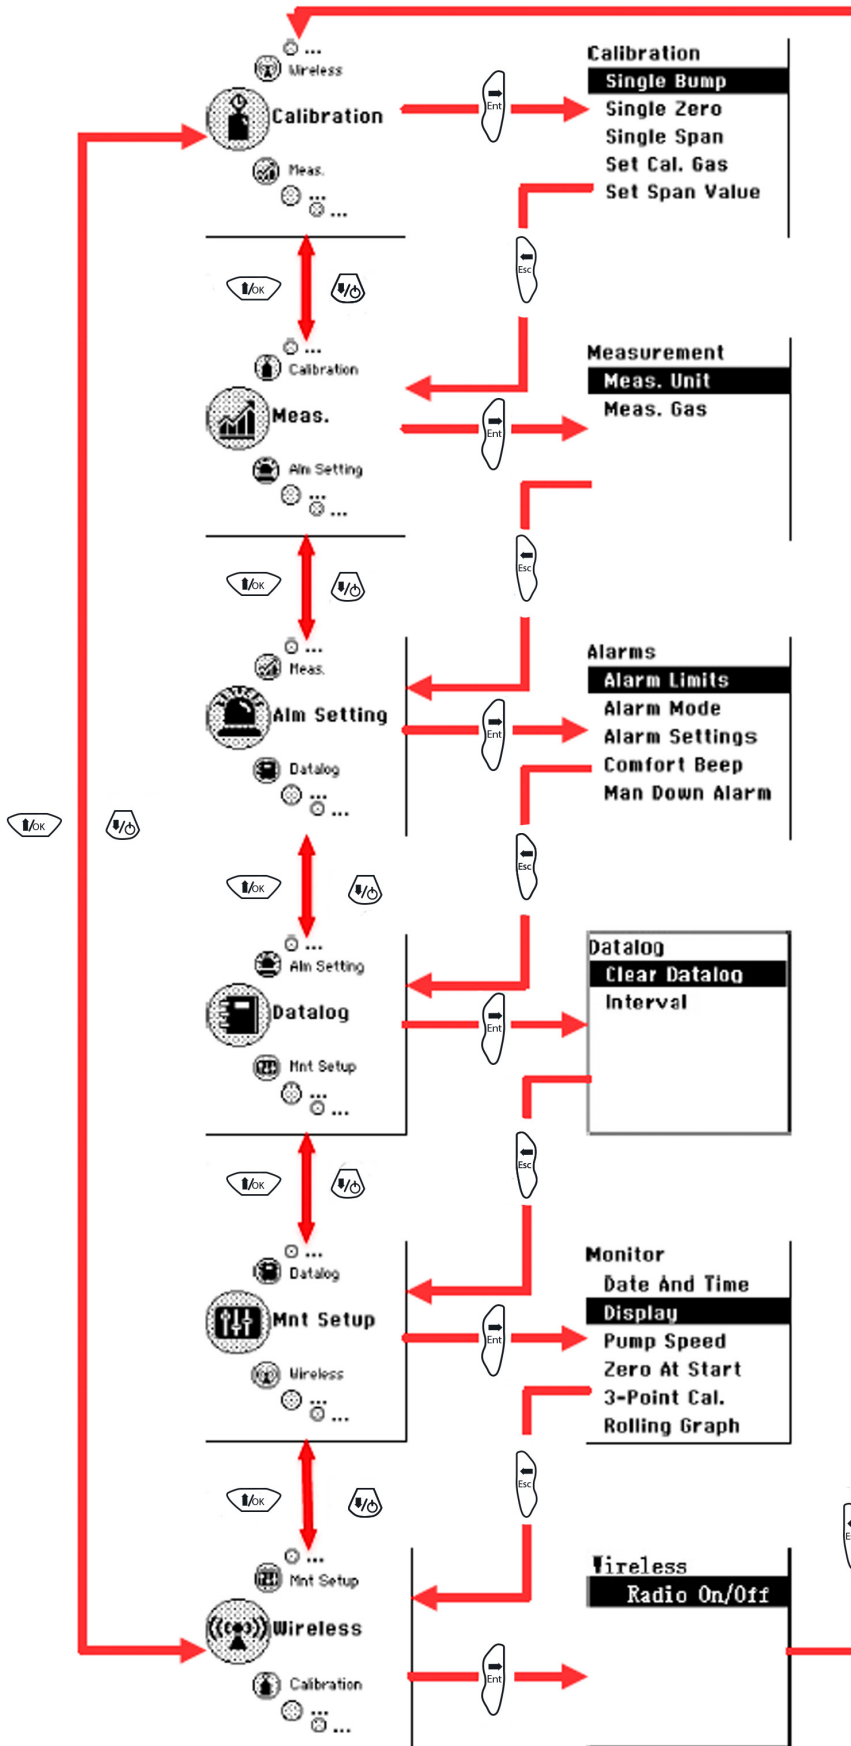 ...
Wireless
Calibration
Meas.
...
...
Ent
Calibration
Single Bump
Single Zero
Single Span
Set Cal. Gas
Set Span Value
Esc
/OK
/
...
Calibration
Meas.
Alm Setting
...
...
Ent
Measurement
Meas. Unit
Meas. Gas
Esc
/OK
/
...
Meas.
Alm Setting
Datalog
...
...
Ent
Alarms
Alarm Limits
Alarm Mode
Alarm Settings
Comfort Beep
Man Down Alarm
Esc
/OK
/
/OK
/
...
Alm Setting
Datalog
Mnt Setup
...
...
Ent
Datalog
Clear Datalog
Interval
Esc
/OK
/
...
Datalog
Mnt Setup
Wireless
...
...
Ent
Monitor
Date And Time
Display
Pump Speed
Zero At Start
3-Point Cal.
Rolling Graph
Esc
/OK
/
...
Mnt Setup
Wireless
Calibration
...
...
Ent
Wireless
Radio On/Off